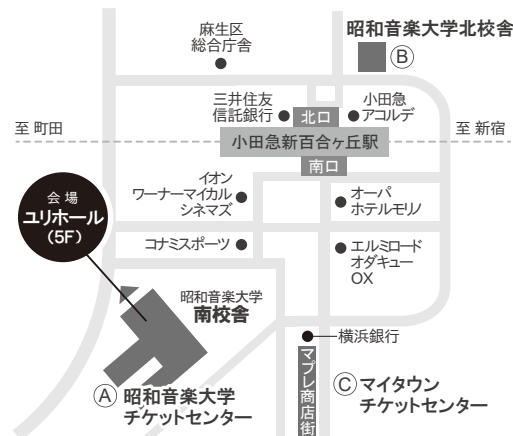 麻生区
総合庁舎
昭和音楽大学北校舎
Ⓑ
三井住友
信託銀行
北口
小田急
アコルデ
至 町田
小田急新百合ヶ丘駅
至 新宿
南口
イオン
ワーナーマイカル
シネマズ
オーパ
ホテルモリノ
会 場
ユリホール
(5F)
コナミスポーツ
エルミロード
オダキュー
OX
昭和音楽大学
南校舎
横浜銀行
マプレ商店街
Ⓐ 昭和音楽大学
チケットセンター
Ⓒ マイタウン
チケットセンター